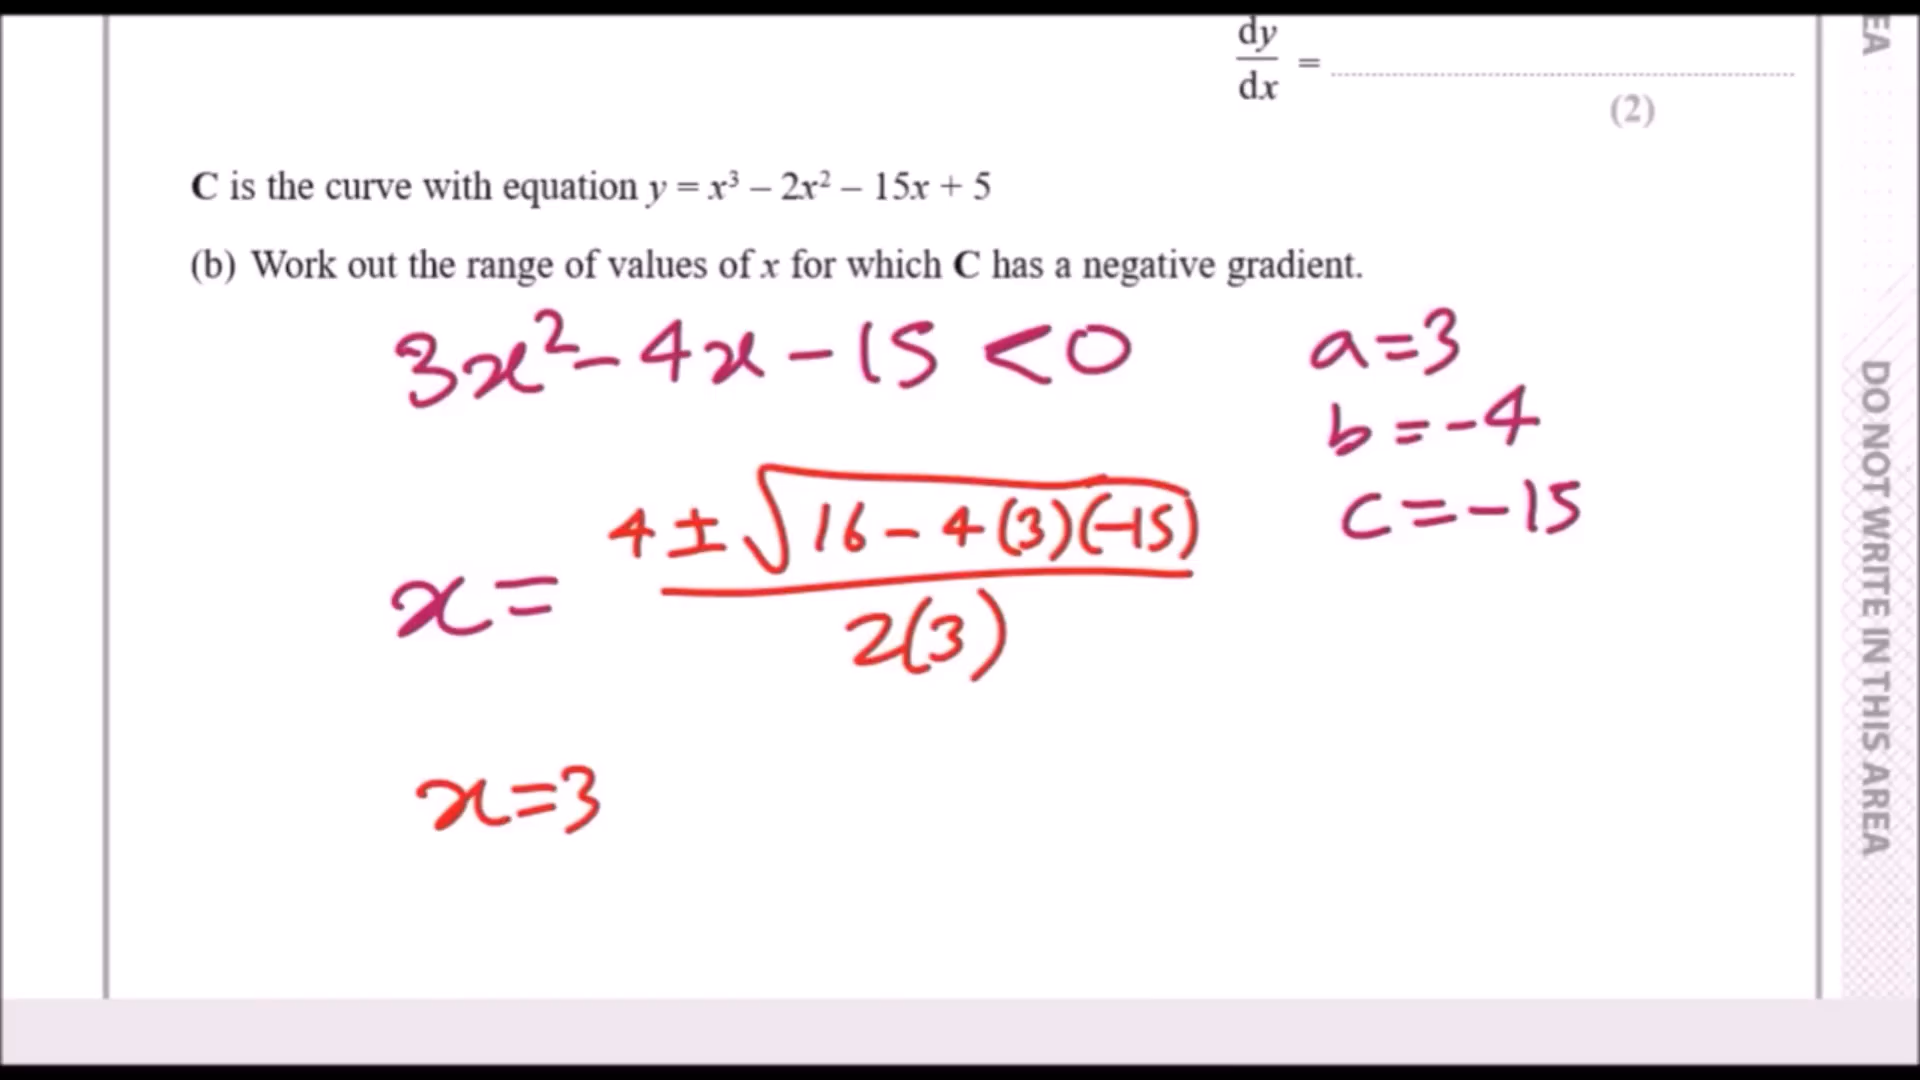 dy/dx = ........................
(2)
C is the curve with equation y = x³ – 2x² – 15x + 5
(b) Work out the range of values of x for which C has a negative gradient.
3x² – 4x – 15 < 0
a = 3
b = –4
c = –15
x = (4 ± √(16 – 4(3)(–15))) / 2(3)
x = 3
EA
DO NOT WRITE IN THIS AREA